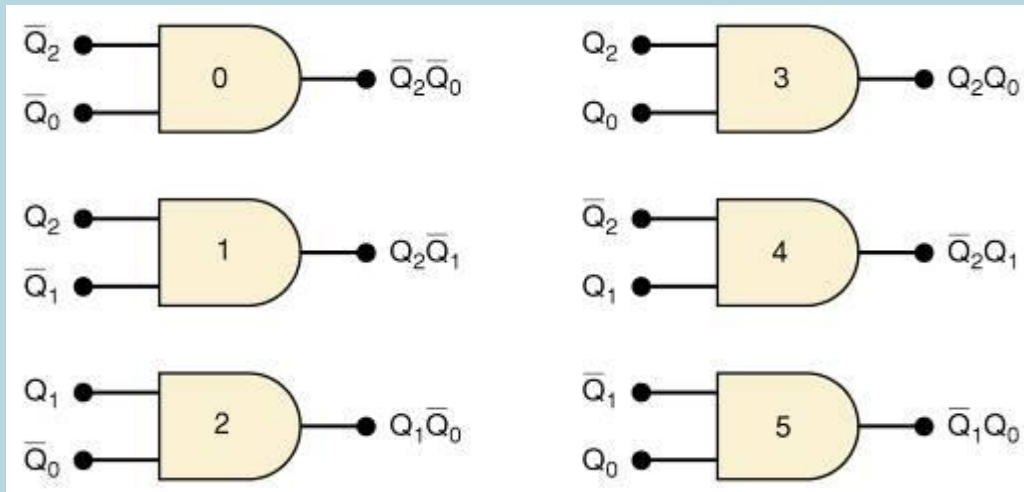 Q̅₂
0
Q̅₂Q̅₀
Q̅₀
Q₂
1
Q₂Q̅₁
Q̅₁
Q₁
2
Q₁Q̅₀
Q̅₀
Q₂
3
Q₂Q₀
Q₀
Q̅₂
4
Q̅₂Q₁
Q₁
Q̅₁
5
Q̅₁Q₀
Q₀